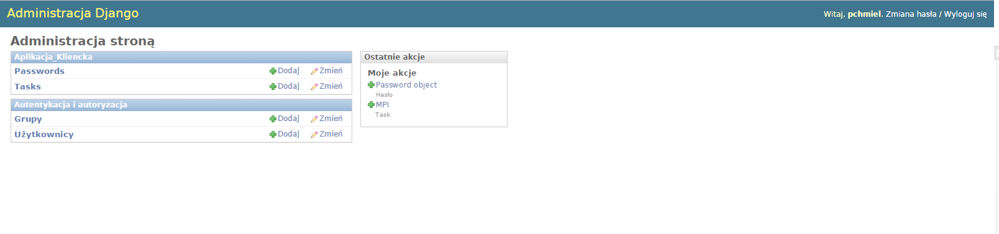 Administracja Django
Witaj, pchmiel. Zmiana hasła / Wyloguj się
Administracja stroną
Aplikacja_Kliencka
Passwords Dodaj Zmień
Tasks Dodaj Zmień
Autentykacja i autoryzacja
Grupy Dodaj Zmień
Użytkownicy Dodaj Zmień
Ostatnie akcje
Moje akcje
Password object
Hasło
MPI
Task